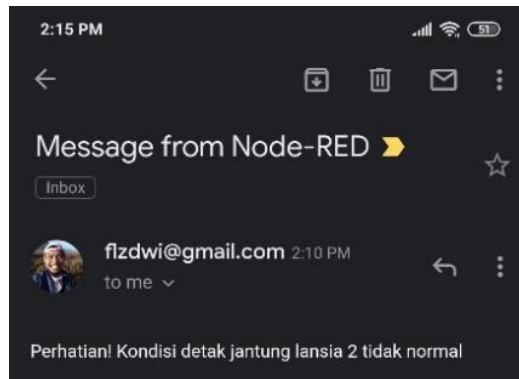 2:15 PM 51
Message from Node-RED
Inbox
flzdwi@gmail.com 2:10 PM
to me
Perhatian! Kondisi detak jantung lansia 2 tidak normal